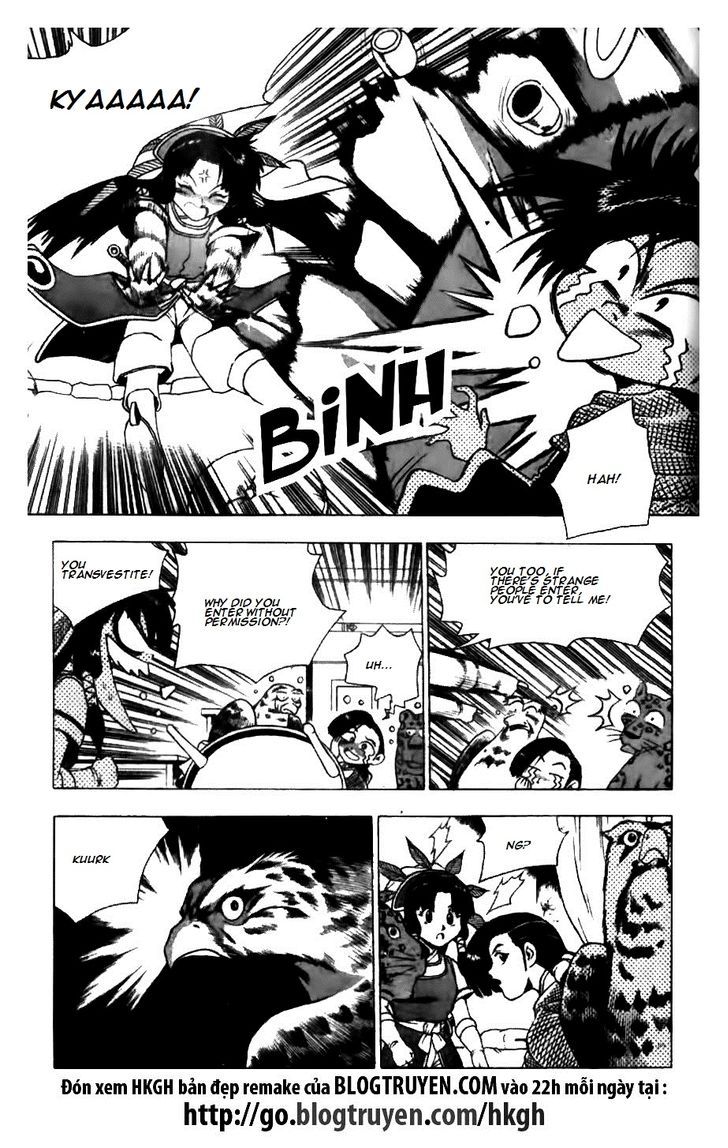 KYAAAAA!
BINH
HAH!
YOU
TRANSVESTITE!
WHY DID YOU
ENTER WITHOUT
PERMISSION?!
UH...
YOU TOO, IF
THERE'S STRANGE
PEOPLE ENTER,
YOU'VE TO TELL ME!
KUURK
NG?
Đón xem HKGH bản đẹp remake của BLOGTRUYEN.COM vào 22h mỗi ngày tại :
http://go.blogtruyen.com/hkgh